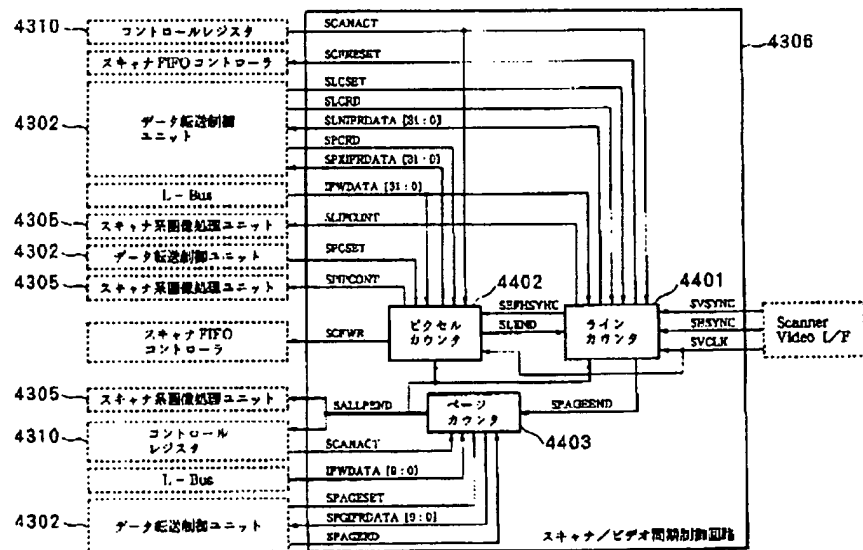 4310
コントロールレジスタ
SCANACT
4306
スキャナFIFOコントローラ
4302
データ転送制御
ユニット
SLCSET
SLCRD
[31:0]
SPCRD
[31:0]
L-Bus
IFWDATA [31:0]
4305
スキャナ系画像処理ユニット
SLIPCONT
4302
データ転送制御ユニット
SPCSET
4305
スキャナ系画像処理ユニット
SPIPCONT
4402
ピクセル
カウンタ
4401
ライン
カウンタ
SLEND
SVSYNC
SHSYNC
SVCLK
Scanner
Video I/F
スキャナFIFO
コントローラ
SCFWR
4305
スキャナ系画像処理ユニット
SALLPEND
ページ
カウンタ
4403
SPAGEEND
4310
コントロール
レジスタ
SCANACT
L-Bus
IFWDATA [9:0]
4302
データ転送制御ユニット
SPAGESET
SPGIFRDATA [9:0]
SPAGERD
スキャナ/ビデオ同期制御回路